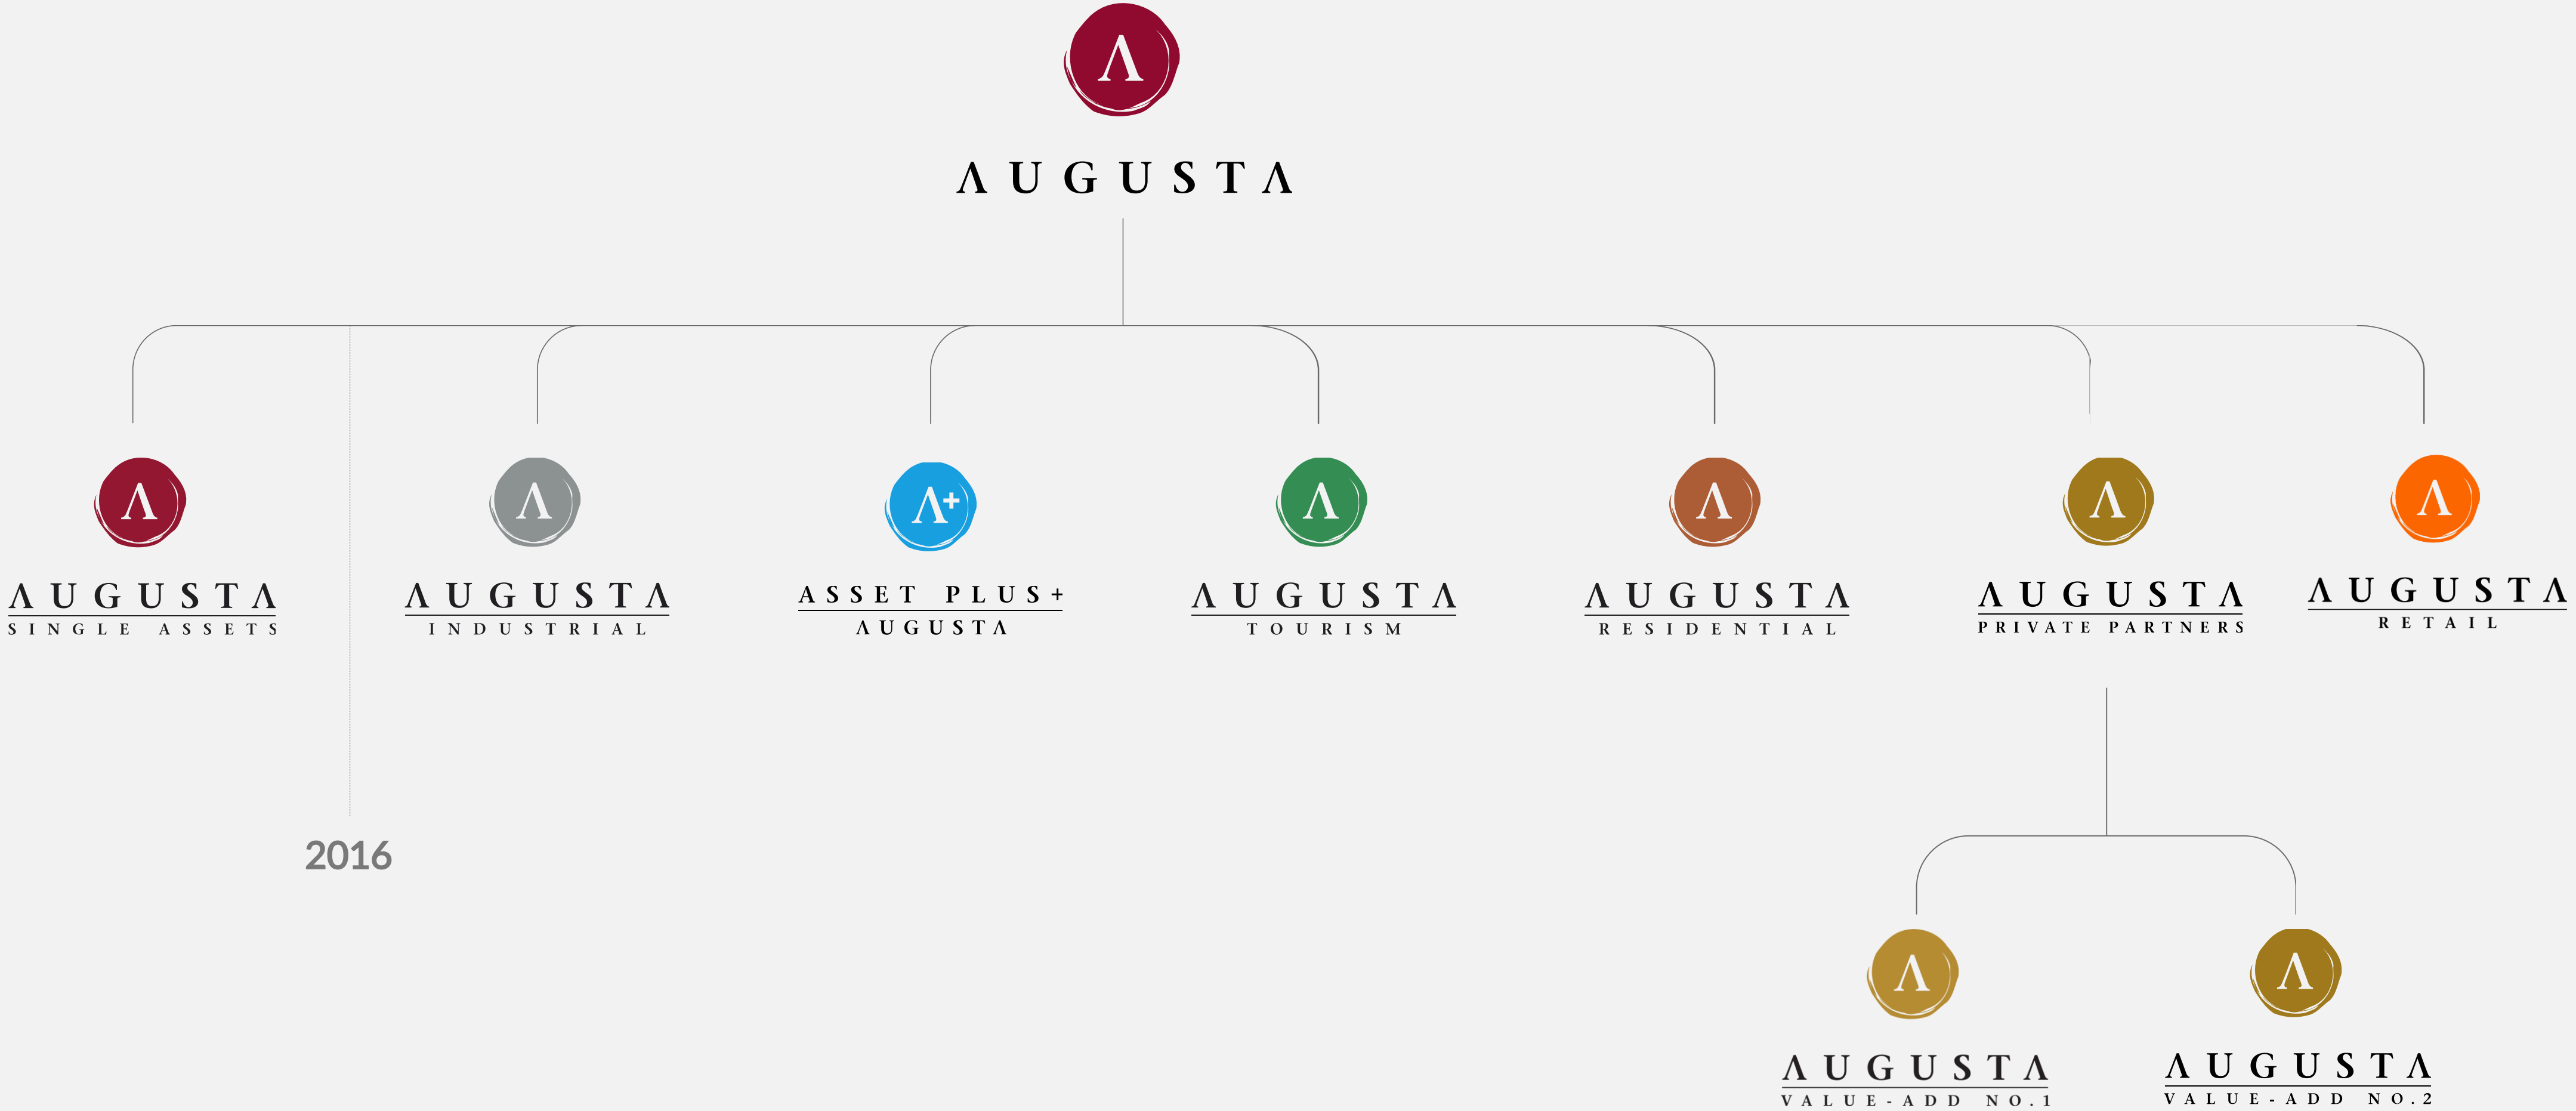 Λ
ΛUGUSTΛ
Λ
ΛUGUSTΛ
SINGLE ASSETS
Λ
ΛUGUSTΛ
INDUSTRIAL
Λ+
ASSET PLUS+
ΛUGUSTΛ
Λ
ΛUGUSTΛ
TOURISM
Λ
ΛUGUSTΛ
RESIDENTIAL
Λ
ΛUGUSTΛ
PRIVATE PARTNERS
Λ
ΛUGUSTΛ
RETAIL
2016
Λ
ΛUGUSTΛ
VALUE-ADD NO.1
Λ
ΛUGUSTΛ
VALUE-ADD NO.2